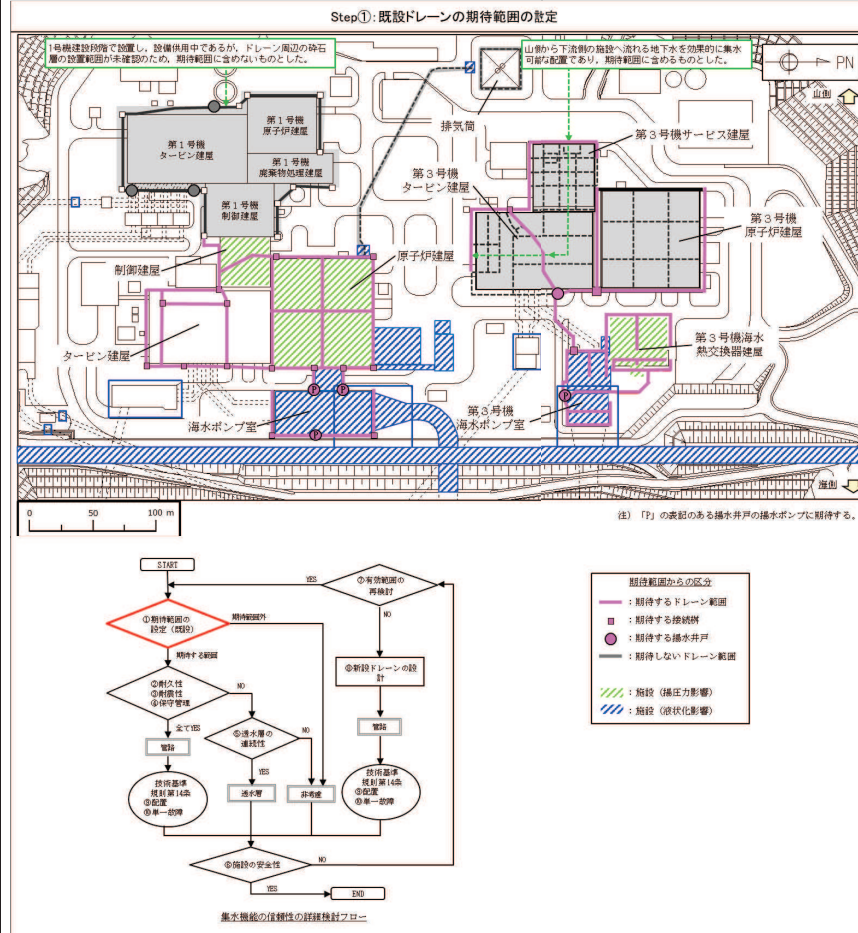 Step①:既設ドレーンの期待範囲の設定
1号機建設段階で設置し，設備供用中であるが，ドレーン周辺の砕石
層の設置範囲が未確認のため，期待範囲に含めないものとした。
山側から下流側の施設へ流れる地下水を効果的に集水
可能な配置であり，期待範囲に含めるものとした。
PN
山側
排気筒
第１号機
原子炉建屋
第１号機
タービン建屋
第１号機
廃棄物処理建屋
第１号機
制御建屋
第３号機サービス建屋
第３号機
タービン建屋
第３号機
原子炉建屋
制御建屋
原子炉建屋
タービン建屋
第３号機海水
熱交換器建屋
P
P
P
P
海水ポンプ室
第３号機
海水ポンプ室
海側
0 50 100 m
注）「P」の表記のある揚水井戸の揚水ポンプに期待する。
START
YES
⑦有効範囲の
再検討
①期待範囲の
設定（既設）
期待範囲外
NO
期待する範囲
⑧新設ドレーンの設
計
②耐久性
③耐震性
④保守管理
NO
全てYES
⑤透水層の
連続性
NO
管路
管路
YES
技術基準
規則第14条
⑨配置
⑩単一故障
透水層
非考慮
技術基準
規則第14条
⑨配置
⑩単一故障
⑥施設の安全性
NO
YES
END
集水機能の信頼性の詳細検討フロー
期待範囲からの区分
：期待するドレーン範囲
：期待する接続桝
：期待する揚水井戸
：期待しないドレーン範囲
：施設（揚圧力影響）
：施設（液状化影響）